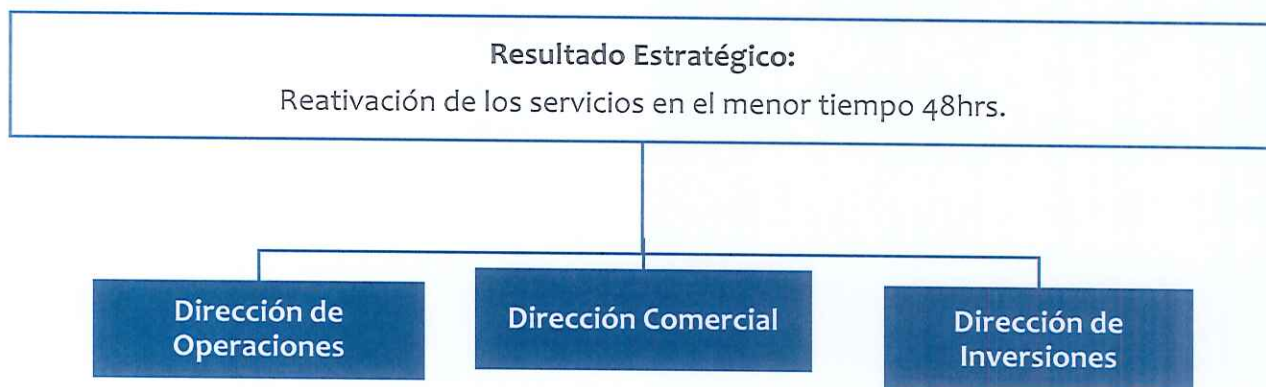 Resultado Estratégico:
Reativación de los servicios en el menor tiempo 48hrs.
Dirección de
Operaciones
Dirección Comercial
Dirección de
Inversiones